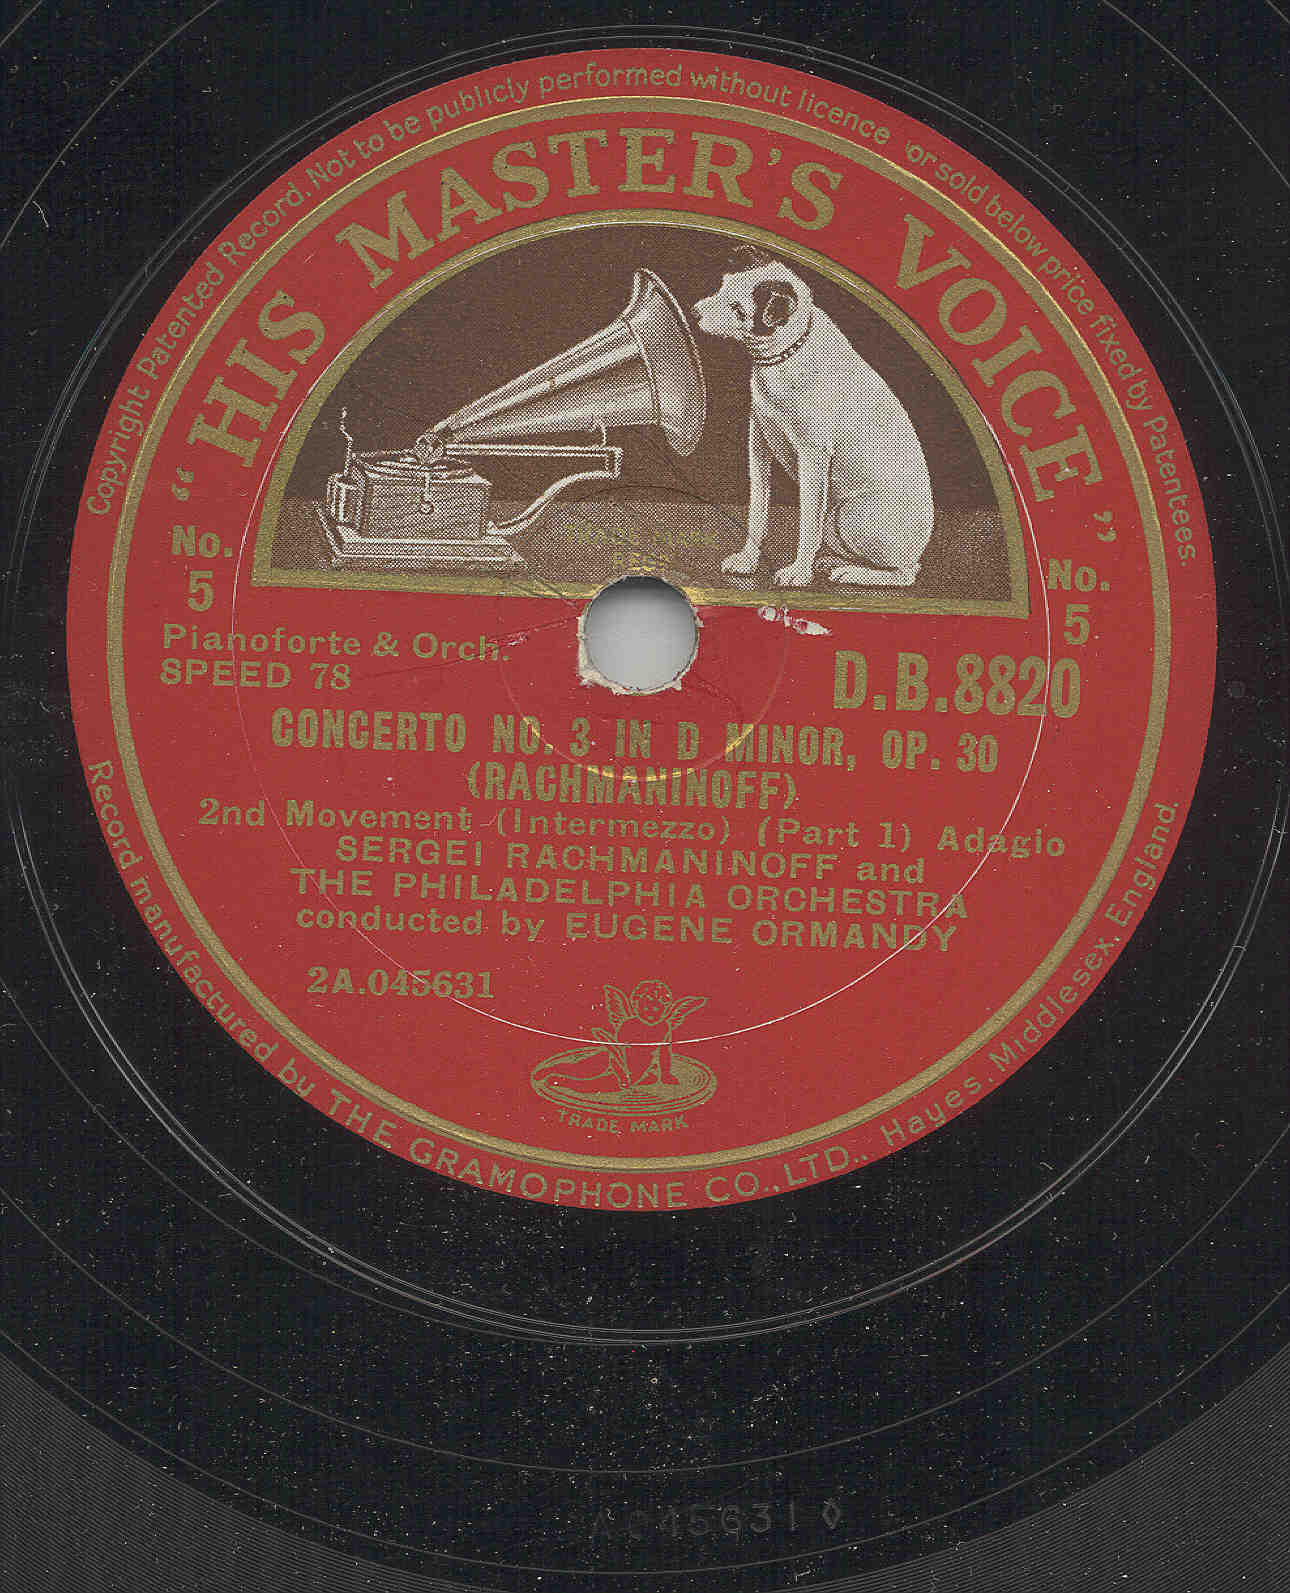 Copyright Patented Record. Not to be publicly performed without licence or sold below price fixed by patentees.
"HIS MASTER'S VOICE"
No. 5
No. 5
Pianoforte & Orch.
SPEED 78
D.B.8820
CONCERTO NO. 3 IN D MINOR, OP. 30
(RACHMANINOFF)
2nd Movement (Intermezzo) (Part 1) Adagio
SERGEI RACHMANINOFF and
THE PHILADELPHIA ORCHESTRA
conducted by EUGENE ORMANDY
2A.045631
TRADE MARK
Record manufactured by THE GRAMOPHONE CO., LTD., Hayes, Middlesex, England.
A045631 ◊